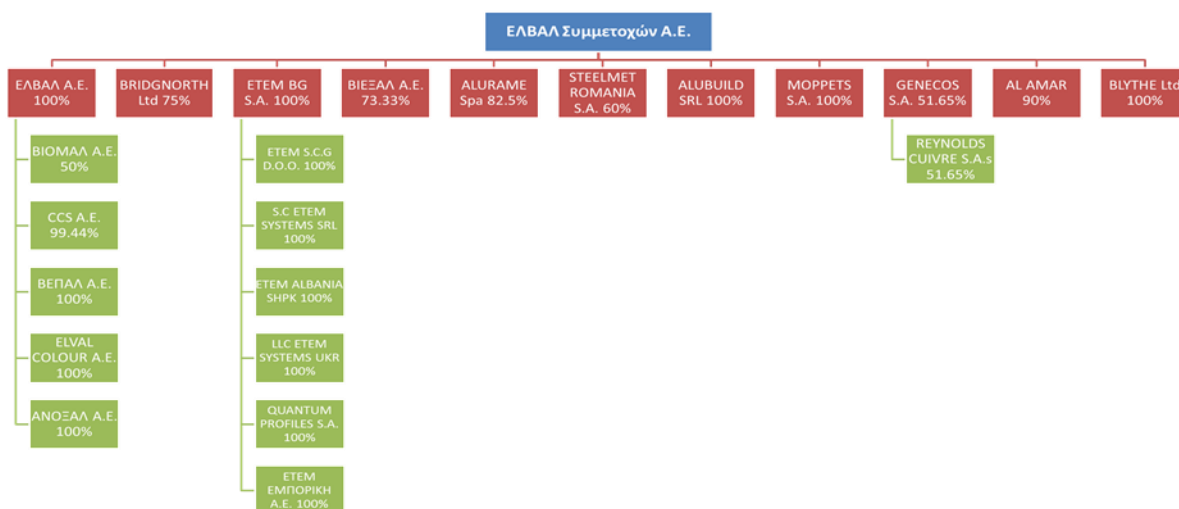 ΕΛΒΑΛ Συμμετοχών Α.Ε.
ΕΛΒΑΛ Α.Ε.
100%
BRIDGNORTH
Ltd 75%
ETEM BG
S.A. 100%
ΒΙΕΞΑΛ Α.Ε.
73.33%
ALURAME
Spa 82.5%
STEELMET
ROMANIA
S.A. 60%
ALUBUILD
SRL 100%
MOPPETS
S.A. 100%
GENECOS
S.A. 51.65%
AL AMAR
90%
BLYTHE Ltd
100%
ΒΙΟΜΑΛ Α.Ε.
50%
CCS Α.Ε.
99.44%
ΒΕΠΑΛ Α.Ε.
100%
ELVAL
COLOUR Α.Ε.
100%
ΑΝΟΞΑΛ Α.Ε.
100%
ETEM S.C.G
D.O.O. 100%
S.C ETEM
SYSTEMS SRL
100%
ETEM ALBANIA
SHPK 100%
LLC ETEM
SYSTEMS UKR
100%
QUANTUM
PROFILES S.A.
100%
ETEM
ΕΜΠΟΡΙΚΗ
Α.Ε. 100%
REYNOLDS
CUIVRE S.A.s
51.65%